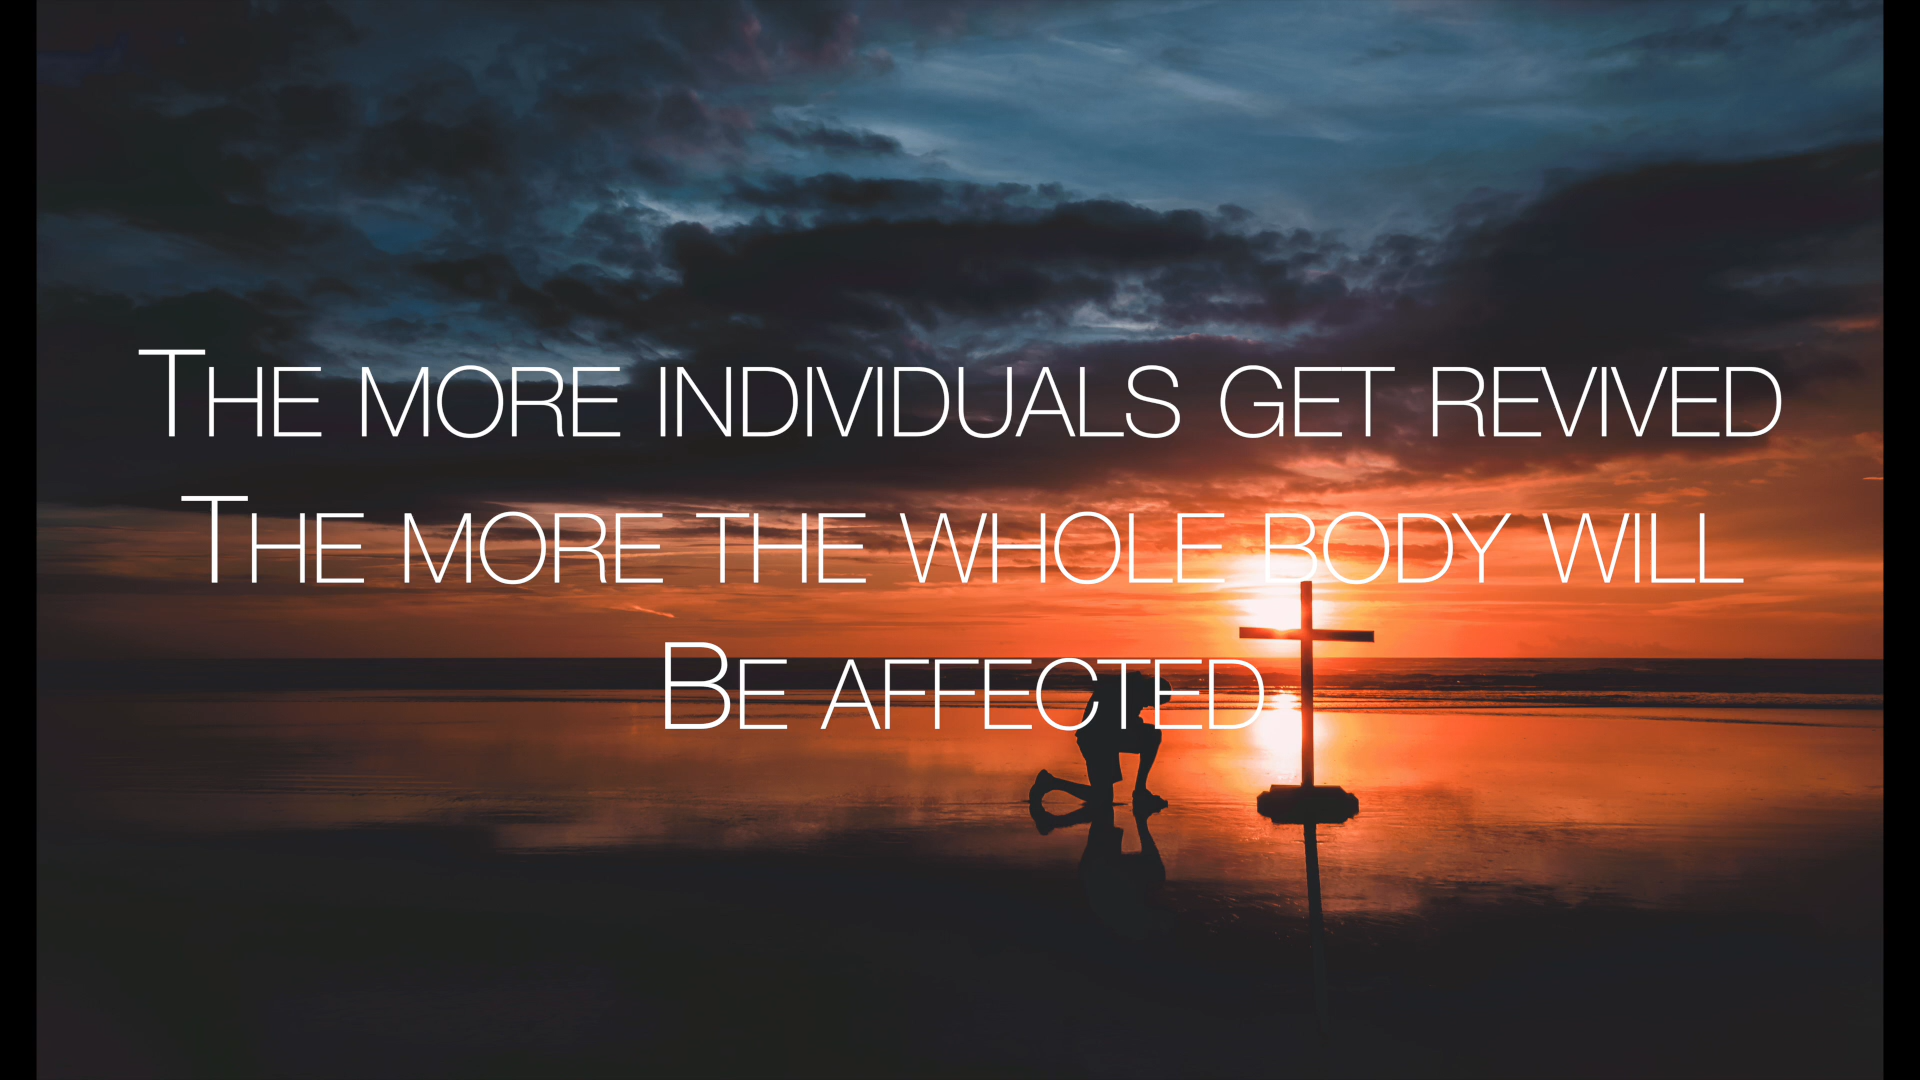 The more individuals get revived
The more the whole body will
Be affected